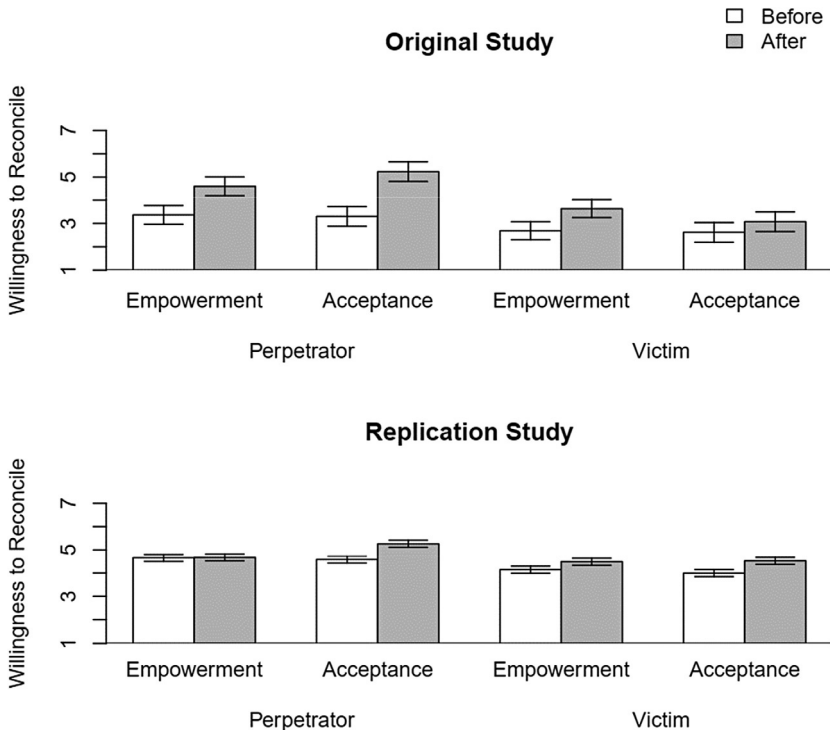 Before
After
Original Study
Willingness to Reconcile
7
5
3
1
Empowerment Acceptance Empowerment Acceptance
Perpetrator Victim
Replication Study
Willingness to Reconcile
7
5
3
1
Empowerment Acceptance Empowerment Acceptance
Perpetrator Victim